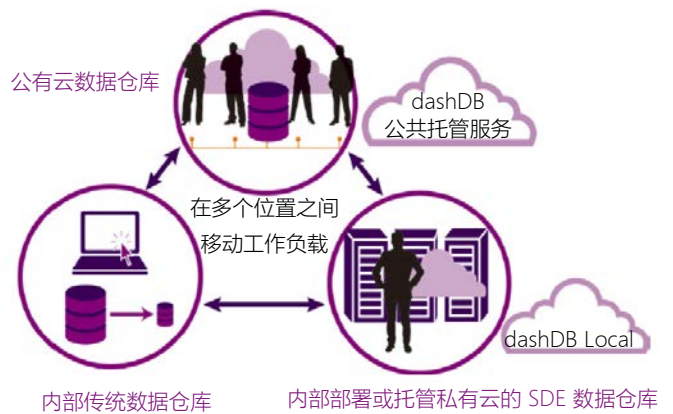 公有云数据仓库
dashDB
公共托管服务
在多个位置之间
移动工作负载
dashDB Local
内部传统数据仓库
内部部署或托管私有云的 SDE 数据仓库